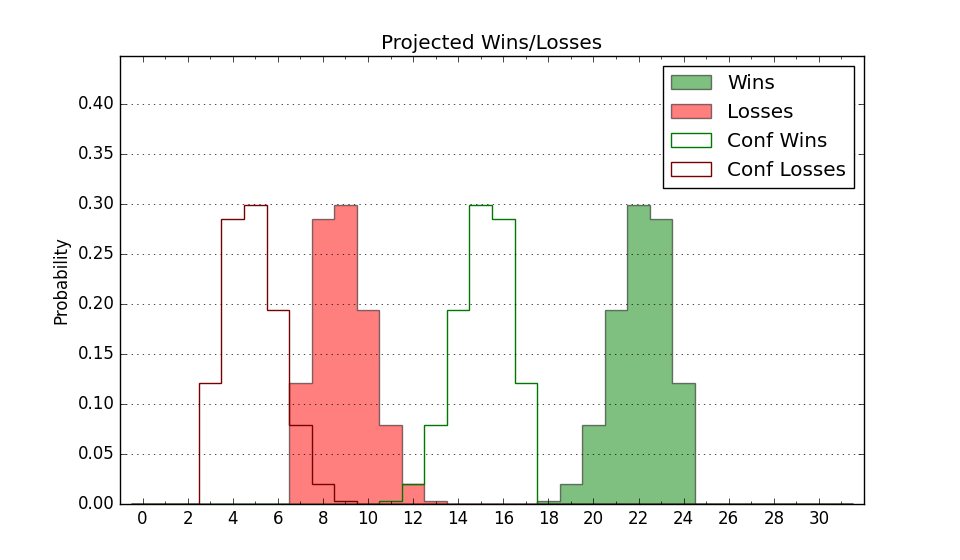 Projected Wins/Losses
Wins
Losses
Conf Wins
Conf Losses
Probability
0.40
0.35
0.30
0.25
0.20
0.15
0.10
0.05
0.00
0 2 4 6 8 10 12 14 16 18 20 22 24 26 28 30